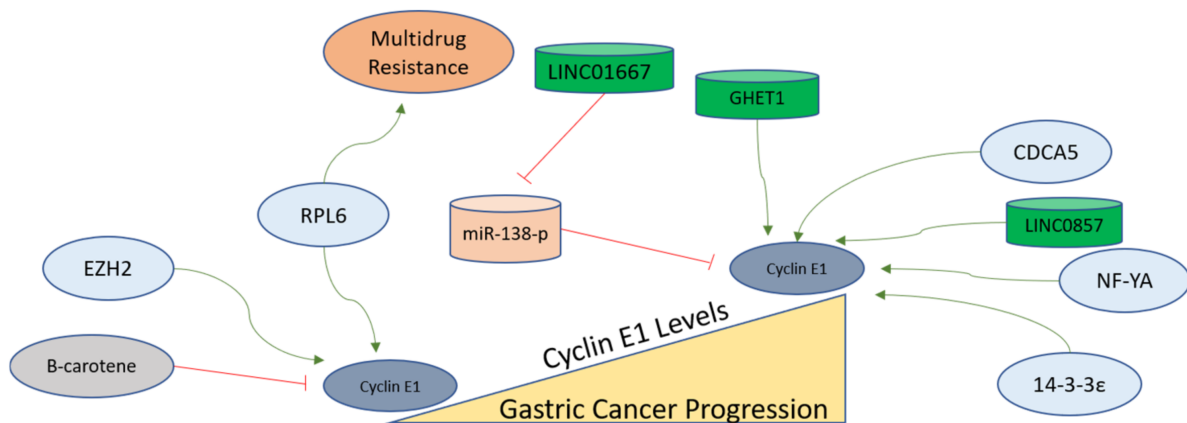 Multidrug
Resistance
LINC01667
GHET1
CDCA5
RPL6
miR-138-p
LINC0857
EZH2
Cyclin E1
NF-YA
B-carotene
Cyclin E1
Cyclin E1 Levels
14-3-3ε
Gastric Cancer Progression